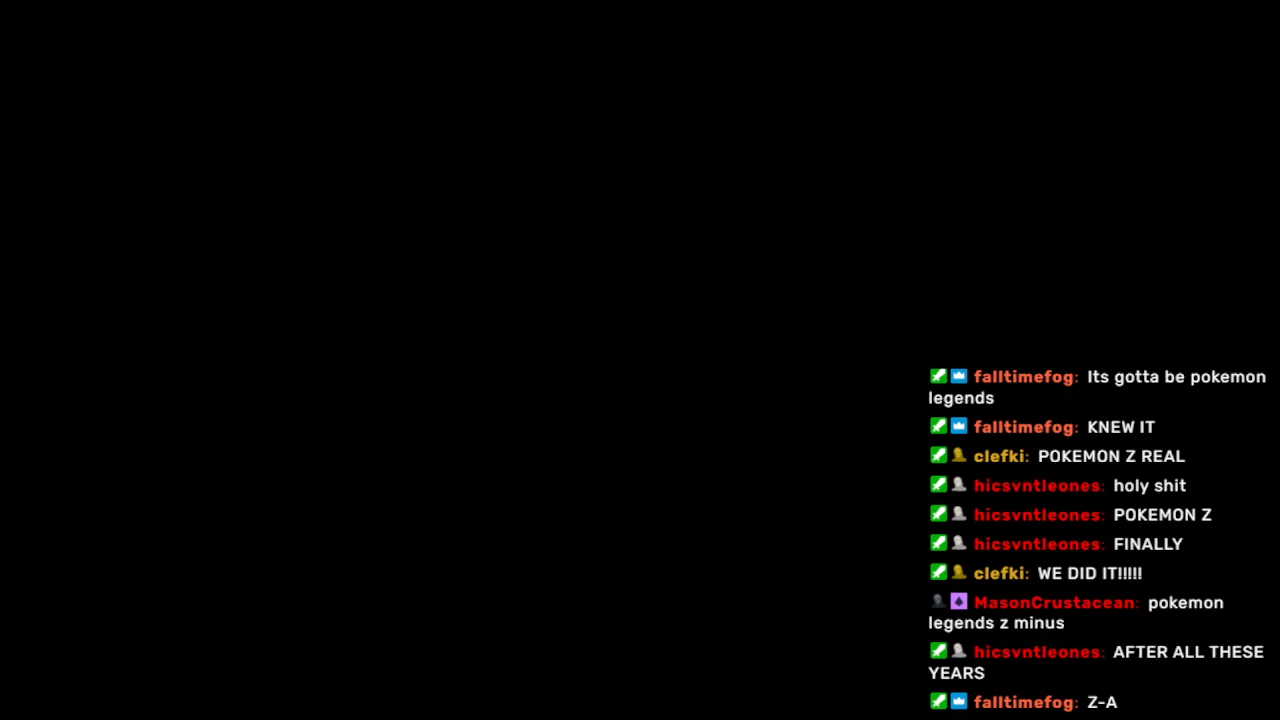 falltimefog: Its gotta be pokemon
legends
falltimefog: KNEW IT
clefki: POKEMON Z REAL
hicsvntleones: holy shit
hicsvntleones: POKEMON Z
hicsvntleones: FINALLY
clefki: WE DID IT!!!!!
MasonCrustacean: pokemon
legends z minus
hicsvntleones: AFTER ALL THESE
YEARS
falltimefog: Z-A